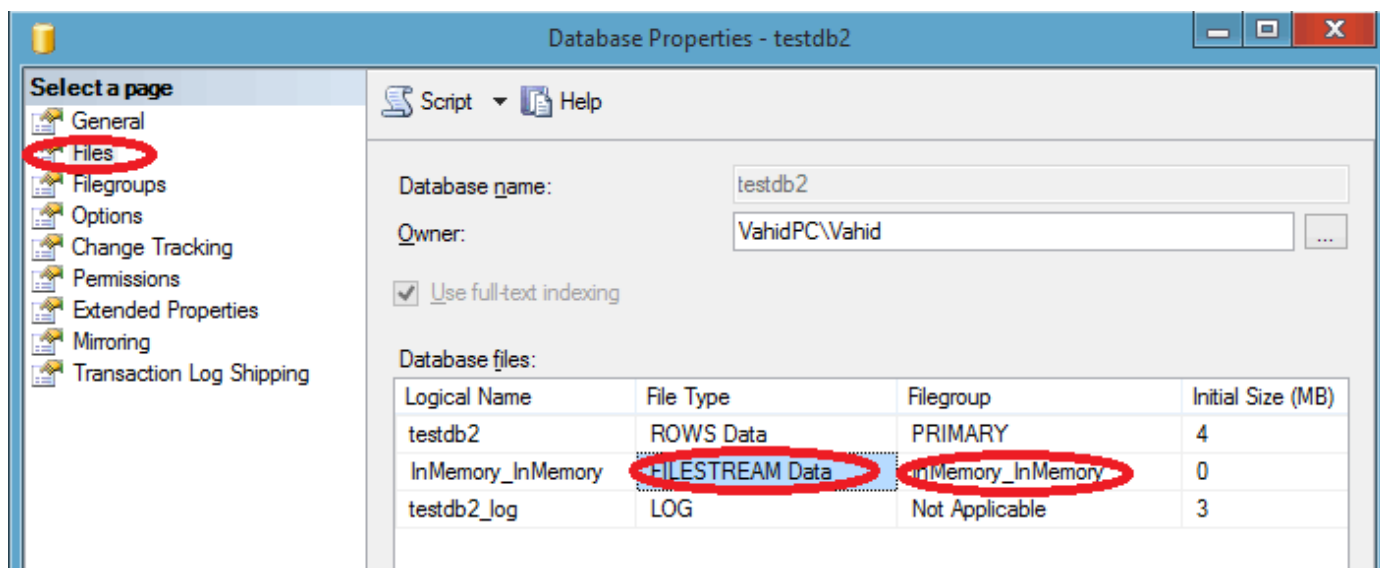 Database Properties - testdb2
Select a page
General
Files
Filegroups
Options
Change Tracking
Permissions
Extended Properties
Mirroring
Transaction Log Shipping
Script Help
Database name: testdb2
Owner: VahidPC\Vahid ...
Use full-text indexing
Database files:
Logical Name File Type Filegroup Initial Size (MB)
testdb2 ROWS Data PRIMARY 4
InMemory_InMemory FILESTREAM Data InMemory_InMemory 0
testdb2_log LOG Not Applicable 3